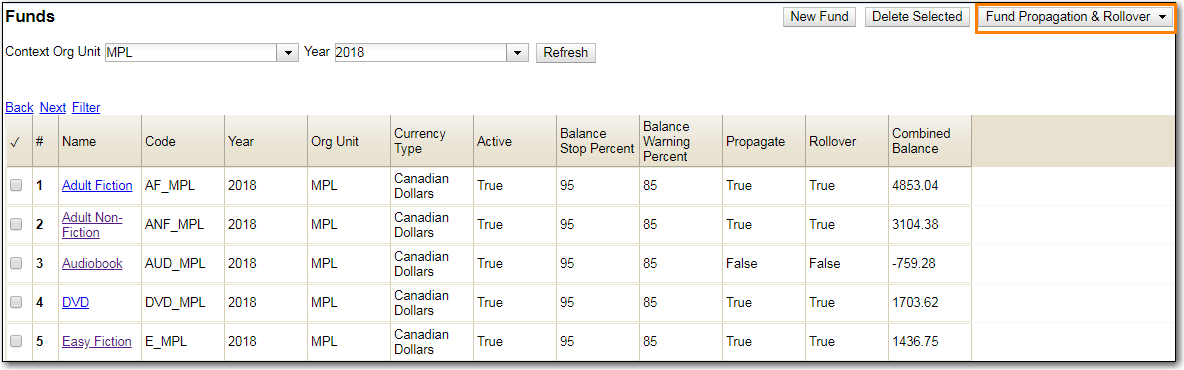 Funds New Fund Delete Selected Fund Propagation & Rollover
Context Org Unit MPL Year 2018 Refresh
Back Next Filter
✓ # Name Code Year Org Unit Currency Type Active Balance Stop Percent Balance Warning Percent Propagate Rollover Combined Balance
1 Adult Fiction AF_MPL 2018 MPL Canadian Dollars True 95 85 True True 4853.04
2 Adult Non-Fiction ANF_MPL 2018 MPL Canadian Dollars True 95 85 True True 3104.38
3 Audiobook AUD_MPL 2018 MPL Canadian Dollars True 95 85 False False -759.28
4 DVD DVD_MPL 2018 MPL Canadian Dollars True 95 85 True True 1703.62
5 Easy Fiction E_MPL 2018 MPL Canadian Dollars True 95 85 True True 1436.75